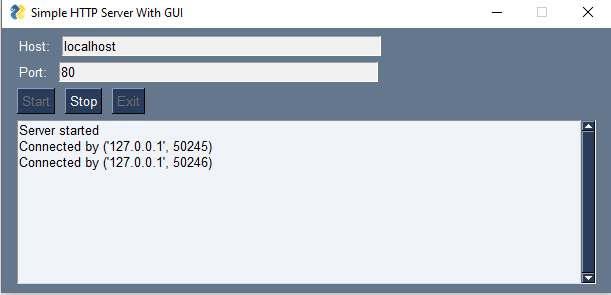 Simple HTTP Server With GUI
Host: localhost
Port: 80
Start Stop Exit
Server started
Connected by ('127.0.0.1', 50245)
Connected by ('127.0.0.1', 50246)